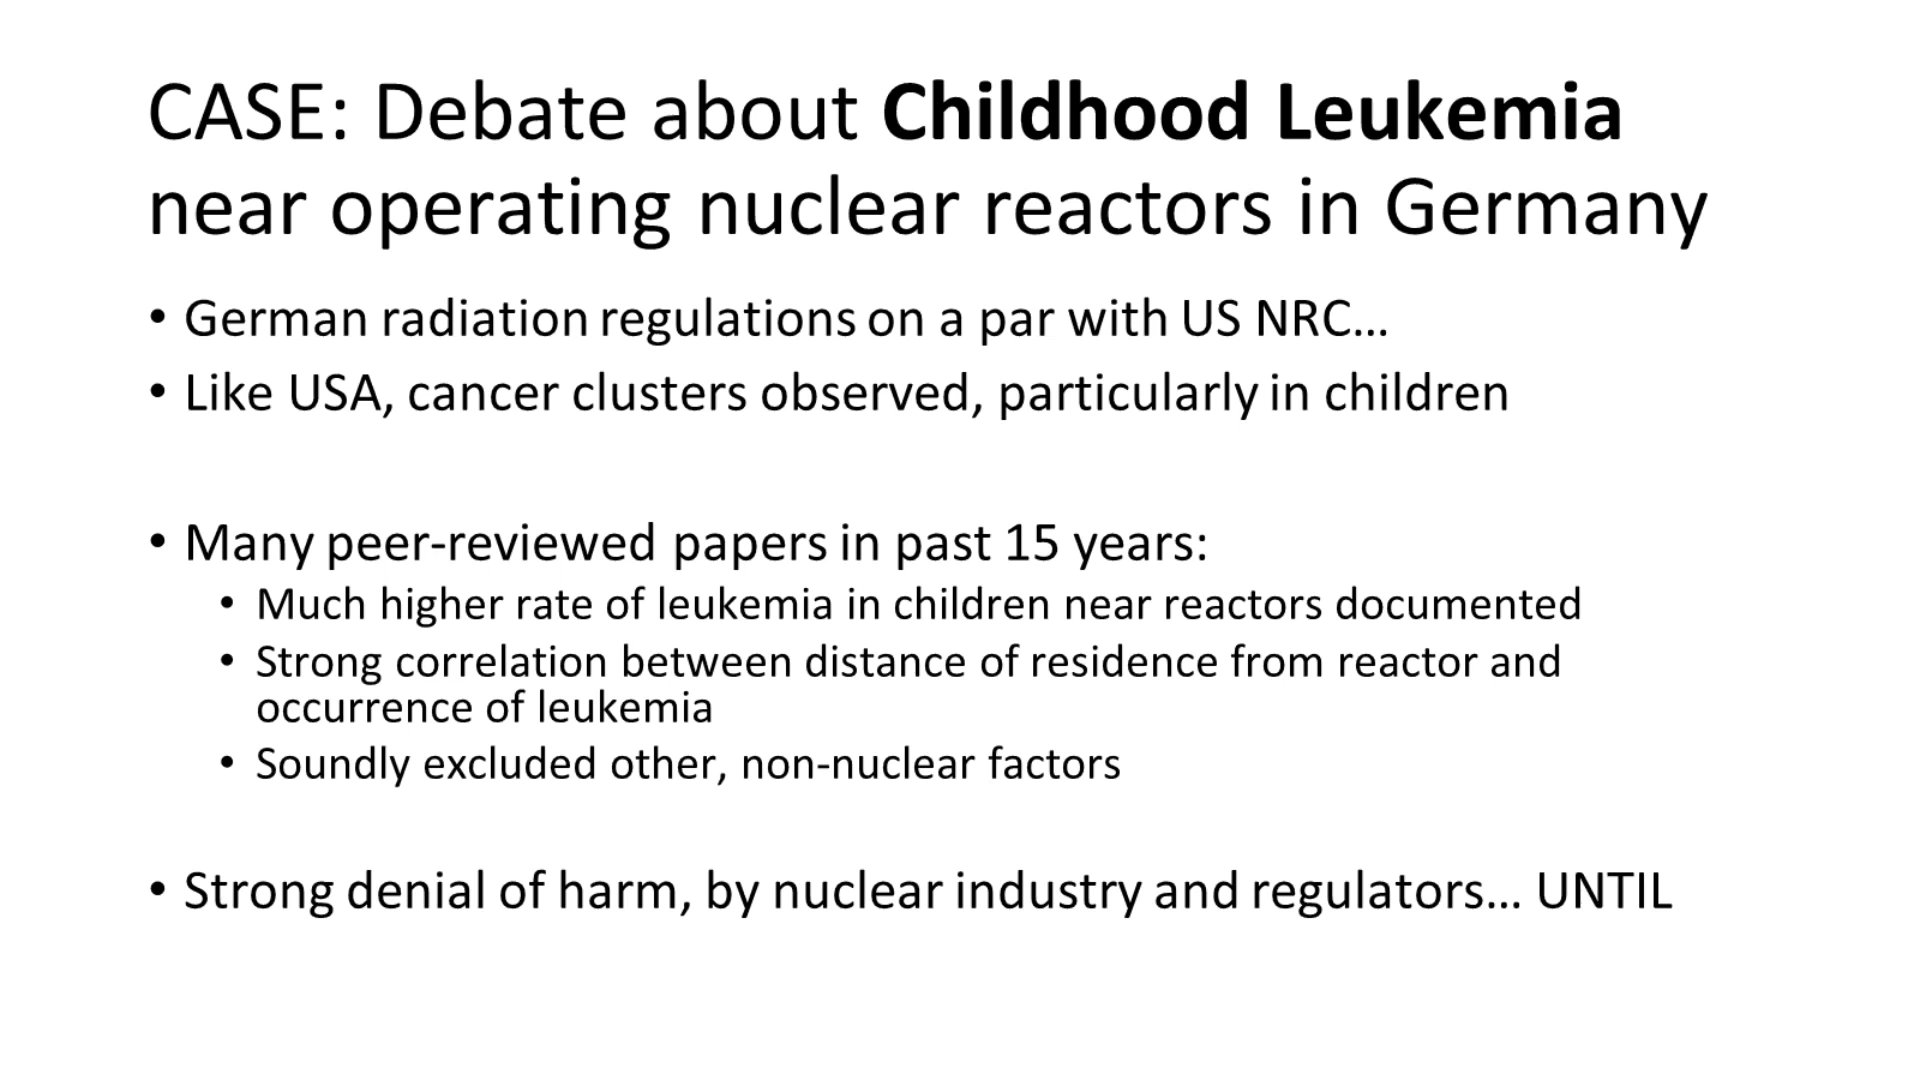 CASE: Debate about Childhood Leukemia
near operating nuclear reactors in Germany
• German radiation regulations on a par with US NRC…
• Like USA, cancer clusters observed, particularly in children
• Many peer-reviewed papers in past 15 years:
• Much higher rate of leukemia in children near reactors documented
• Strong correlation between distance of residence from reactor and
occurrence of leukemia
• Soundly excluded other, non-nuclear factors
• Strong denial of harm, by nuclear industry and regulators… UNTIL